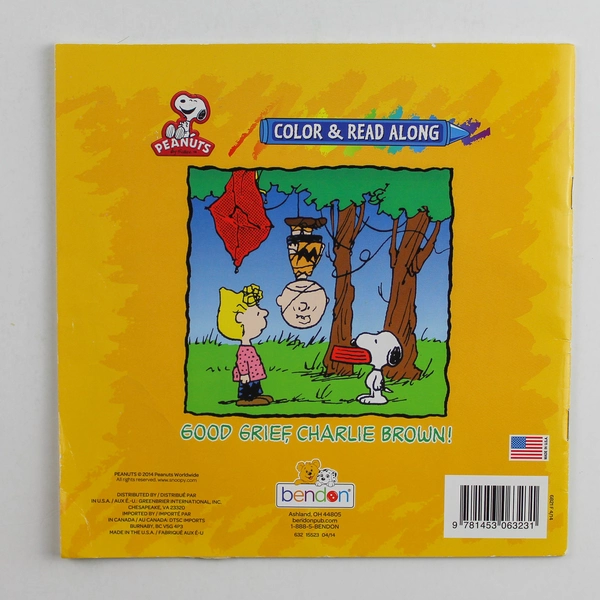 PEANUTS
COLOR & READ ALONG
GOOD GRIEF, CHARLIE BROWN!
MADE IN USA
PEANUTS © 2014 Peanuts Worldwide
All rights reserved. www.snoopy.com
DISTRIBUTED BY / DISTRIBUÉ PAR
IN U.S.A. / AUX É.-U.: GREENBRIER INTERNATIONAL, INC.
CHESAPEAKE, VA 23320
IMPORTED BY / IMPORTÉ PAR
IN CANADA / AU CANADA: DTSC IMPORTS
BURNABY, BC V5G 4P3
MADE IN THE U.S.A. / FABRIQUÉ AUX É-U
bendon®
Ashland, OH 44805
bendonpub.com
1-888-5-BENDON
632 15523 04/14
9 781453 063231